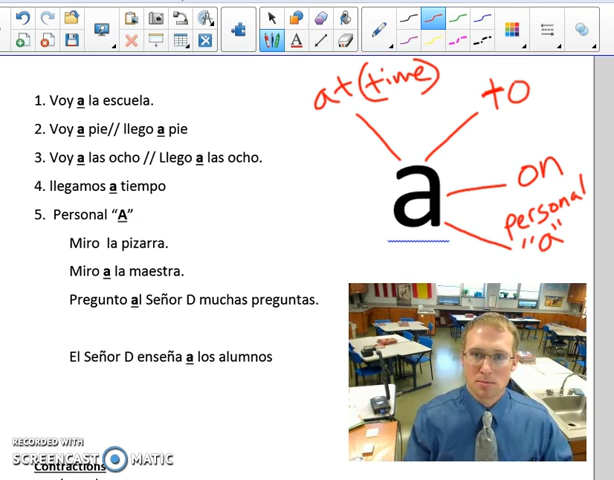 1. Voy a la escuela.
2. Voy a pie// llego a pie
3. Voy a las ocho // Llego a las ocho.
4. llegamos a tiempo
5. Personal “A”
Miro la pizarra.
Miro a la maestra.
Pregunto al Señor D muchas preguntas.
El Señor D enseña a los alumnos
at (time)
to
a
on
personal
"a"
RECORDED WITH
SCREENCAST MATIC
Contractions